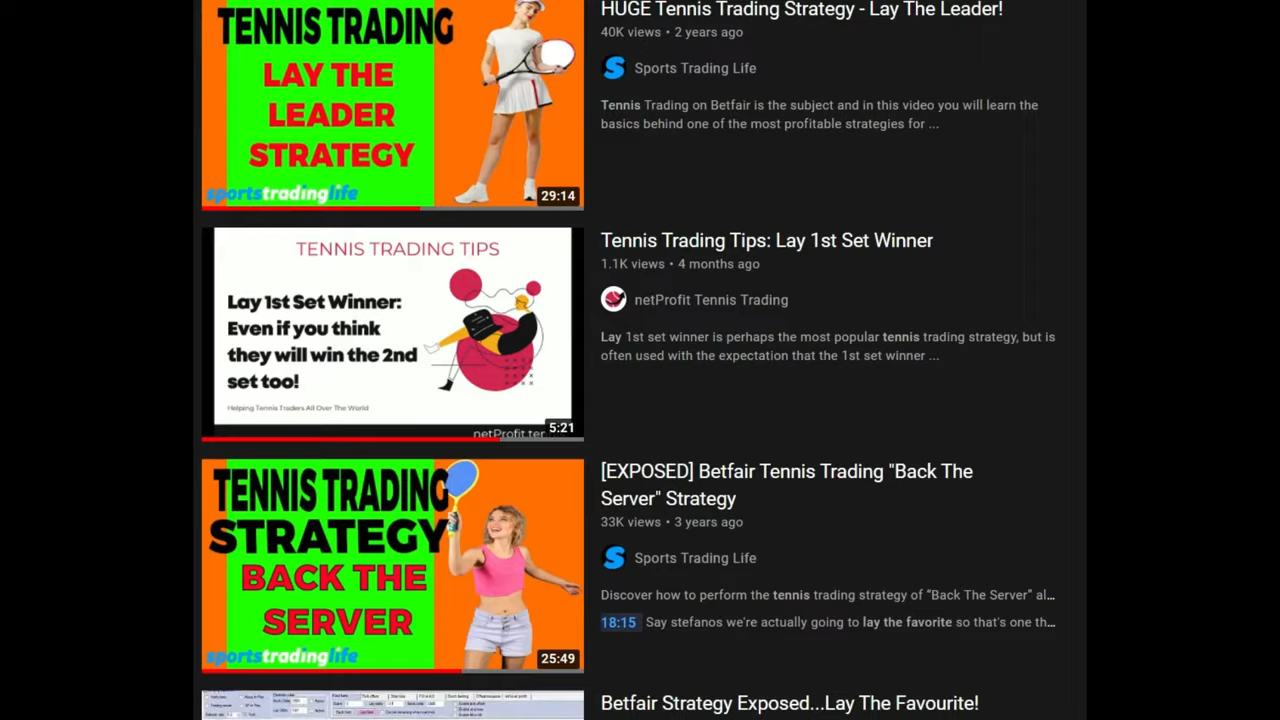 TENNIS TRADING
LAY THE
LEADER
STRATEGY
sportstradinglife
29:14
HUGE Tennis Trading Strategy - Lay The Leader!
40K views • 2 years ago
Sports Trading Life
Tennis Trading on Betfair is the subject and in this video you will learn the
basics behind one of the most profitable strategies for ...
TENNIS TRADING TIPS
Lay 1st Set Winner:
Even if you think
they will win the 2nd
set too!
Helping Tennis Traders All Over The World
5:21
Tennis Trading Tips: Lay 1st Set Winner
1.1K views • 4 months ago
netProfit Tennis Trading
Lay 1st set winner is perhaps the most popular tennis trading strategy, but is
often used with the expectation that the 1st set winner ...
TENNIS TRADING
STRATEGY
BACK THE
SERVER
sportstradinglife
25:49
[EXPOSED] Betfair Tennis Trading "Back The
Server" Strategy
33K views • 3 years ago
Sports Trading Life
Discover how to perform the tennis trading strategy of “Back The Server” al...
18:15 Say stefanos we're actually going to lay the favorite so that's one th...
Betfair Strategy Exposed...Lay The Favourite!